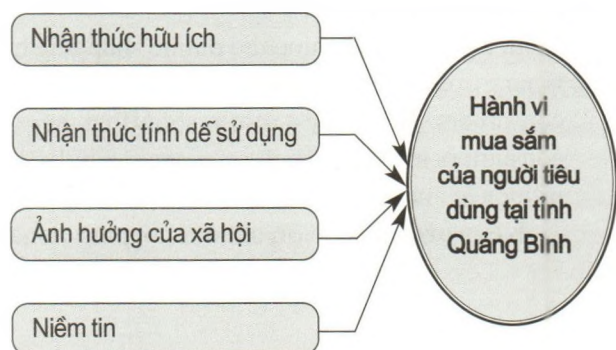 Nhận thức hữu ích
Nhận thức tính dễ sử dụng
Ảnh hưởng của xã hội
Niềm tin
Hành vi
mua sắm
của người tiêu
dùng tại tỉnh
Quảng Bình